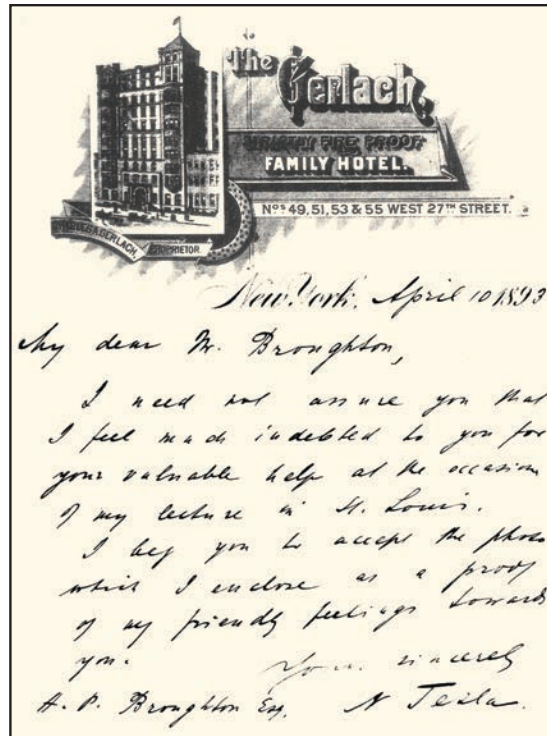 The Gerlach,
STRICTLY FIRE PROOF
FAMILY HOTEL.
Nos 49, 51, 53 & 55 WEST 27TH STREET.
GERLACH,
PROPRIETOR.
New York, April 10 1893
My dear Mr. Broughton,
I need not assure you that
I feel much indebted to you for
your valuable help at the occasion
of my lecture in St. Louis.
I beg you to accept the photo
which I enclose as a proof
of my friendly feelings towards
you.
Yours sincerely
A. P. Broughton Esq. N Tesla.